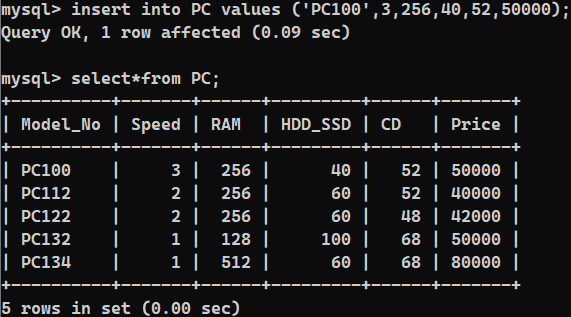 mysql> insert into PC values ('PC100',3,256,40,52,50000);
Query OK, 1 row affected (0.09 sec)
mysql> select*from PC;
+----------+-------+------+---------+------+-------+
| Model_No | Speed | RAM  | HDD_SSD | CD   | Price |
+----------+-------+------+---------+------+-------+
| PC100    |     3 |  256 |      40 |   52 | 50000 |
| PC112    |     2 |  256 |      60 |   52 | 40000 |
| PC122    |     2 |  256 |      60 |   48 | 42000 |
| PC132    |     1 |  128 |     100 |   68 | 50000 |
| PC134    |     1 |  512 |      60 |   68 | 80000 |
+----------+-------+------+---------+------+-------+
5 rows in set (0.00 sec)